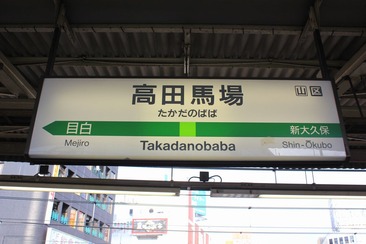 高田馬場
山区
たかだのばば
目白
新大久保
Mejiro
Takadanobaba
Shin-Ōkubo